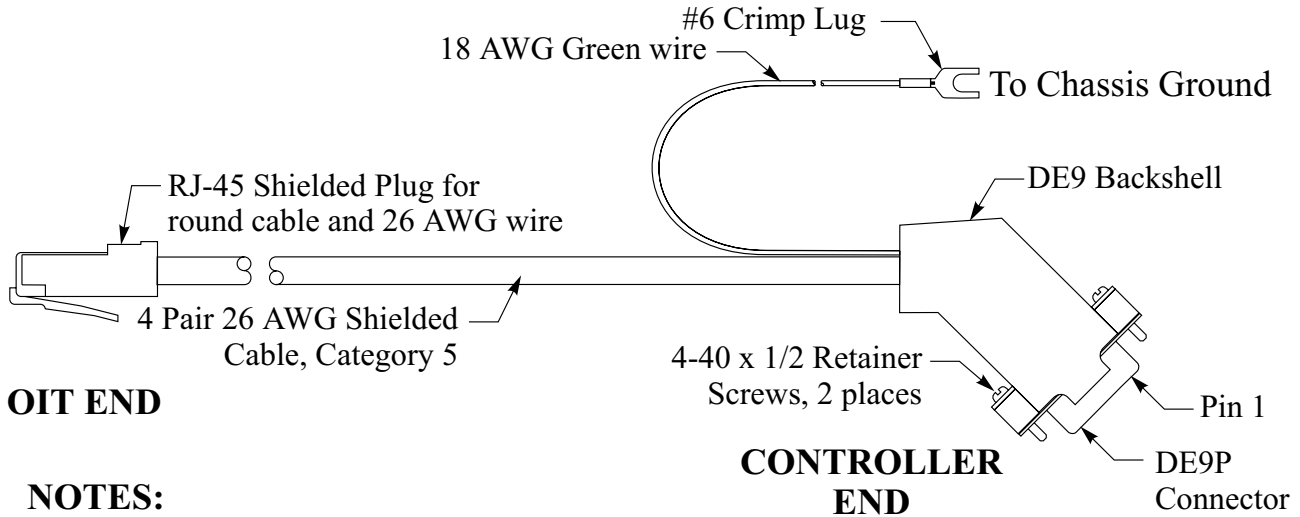 #6 Crimp Lug
18 AWG Green wire
To Chassis Ground
RJ-45 Shielded Plug for
round cable and 26 AWG wire
DE9 Backshell
4 Pair 26 AWG Shielded
Cable, Category 5
4-40 x 1/2 Retainer
Screws, 2 places
OIT END
Pin 1
CONTROLLER
END
DE9P
Connector
NOTES: